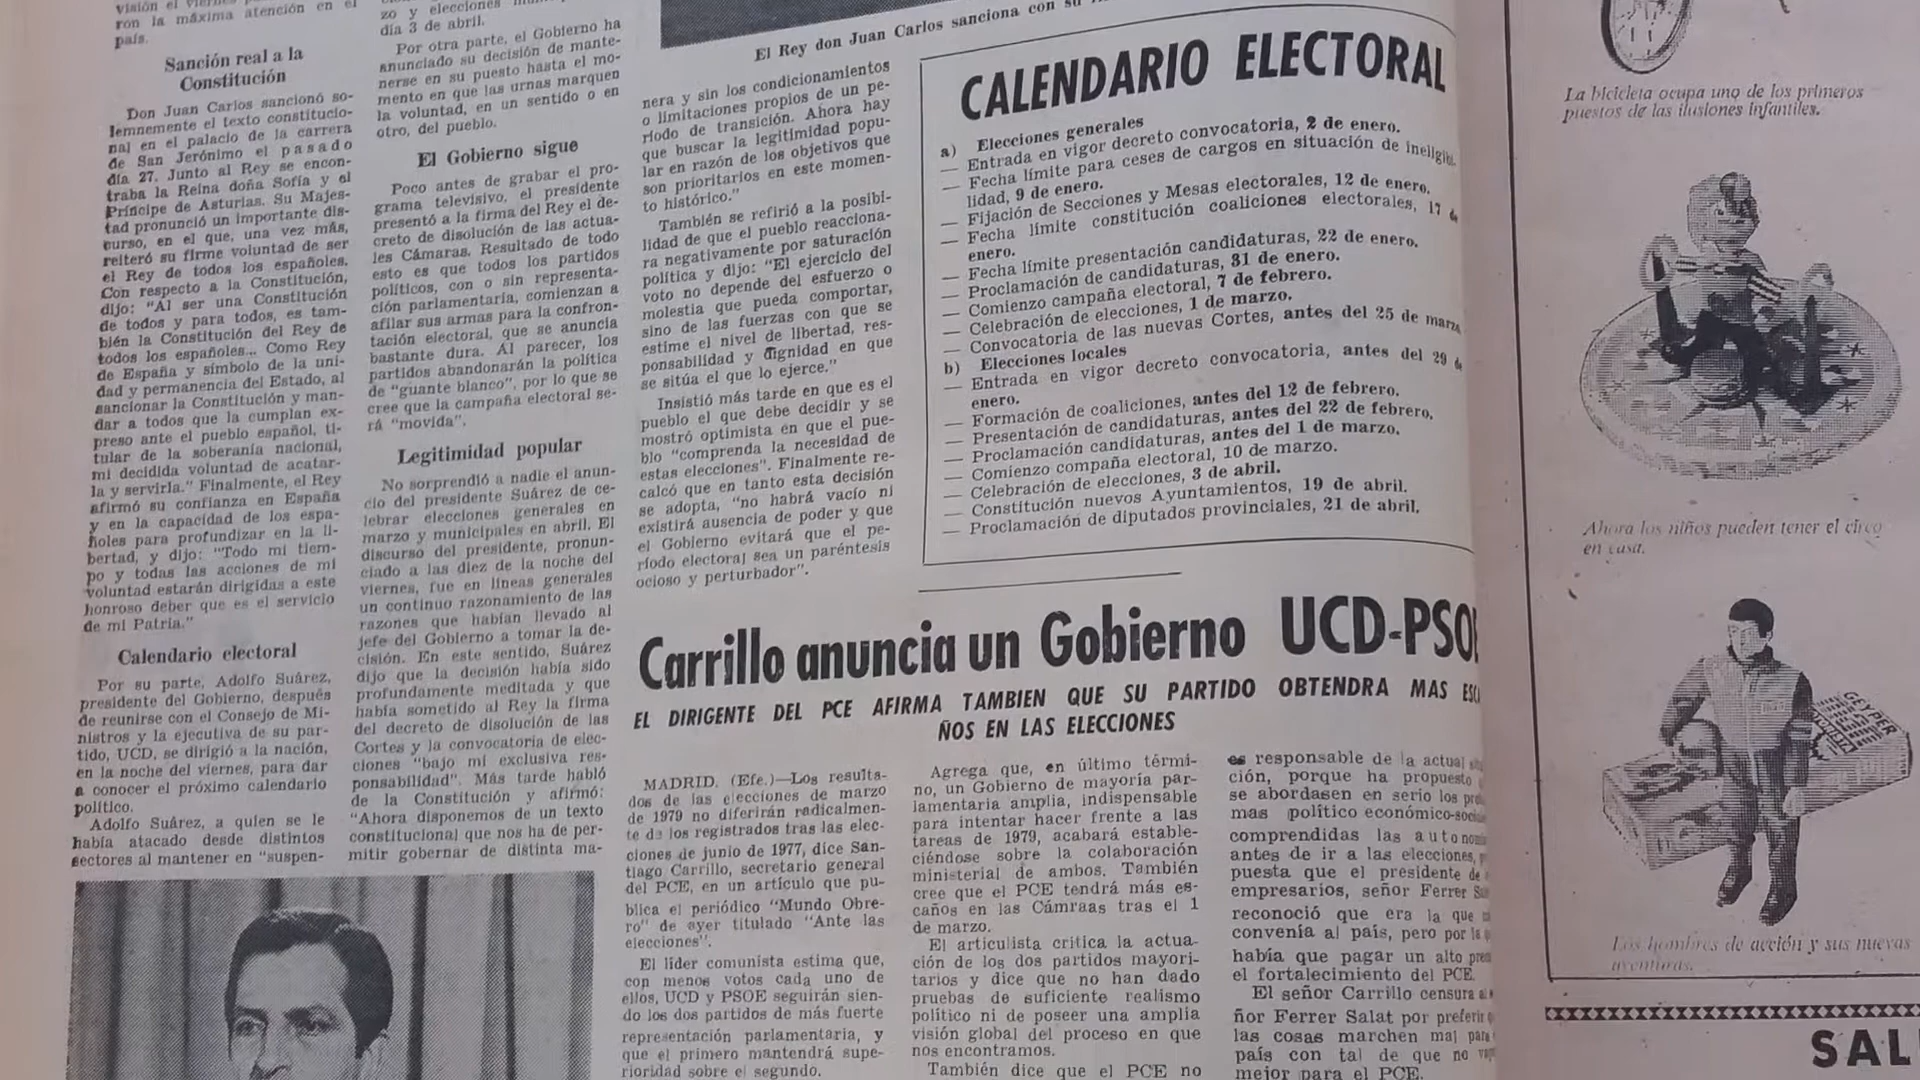 visión el viernes
ron la máxima atención en el
país.
Sanción real a la
Constitución
Don Juan Carlos sancionó so-
lemnemente el texto constitucio-
nal en el palacio de la carrera
de San Jerónimo el pasado
día 27. Junto al Rey se encon-
traba la Reina doña Sofía y el
Príncipe de Asturias. Su Majes-
tad pronunció un importante dis-
curso, en el que, una vez más,
reiteró su firme voluntad de ser
el Rey de todos los españoles.
Con respecto a la Constitución,
dijo: "Al ser una Constitución
de todos y para todos, es tam-
bién la Constitución del Rey de
todos los españoles... Como Rey
de España y símbolo de la uni-
dad y permanencia del Estado, al
sancionar la Constitución y man-
dar a todos que la cumplan ex-
preso ante el pueblo español, ti-
tular de la soberanía nacional,
mi decidida voluntad de acatar-
la y servirla." Finalmente, el Rey
afirmó su confianza en España
y en la capacidad de los espa-
ñoles para profundizar en la li-
bertad, y dijo: "Todo mi tiem-
po y todas las acciones de mi
voluntad estarán dirigidas a este
honroso deber que es el servicio
de mi Patria."
Calendario electoral
Por su parte, Adolfo Suárez,
presidente del Gobierno, después
de reunirse con el Consejo de Mi-
nistros y la ejecutiva de su par-
tido, UCD, se dirigió a la nación,
en la noche del viernes, para dar
a conocer el próximo calendario
político.
Adolfo Suárez, a quien se le
había atacado desde distintos
sectores al mantener en "suspen-
zo y elecciones
día 3 de abril.
Por otra parte, el Gobierno ha
anunciado su decisión de mante-
nerse en su puesto hasta el mo-
mento en que las urnas marquen
la voluntad, en un sentido o en
otro, del pueblo.
El Gobierno sigue
Poco antes de grabar el pro-
grama televisivo, el presidente
presentó a la firma del Rey el de-
creto de disolución de las actua-
les Cámaras. Resultado de todo
esto es que todos los partidos
políticos, con o sin representa-
ción parlamentaria, comienzan a
afilar sus armas para la confron-
tación electoral, que se anuncia
bastante dura. Al parecer, los
partidos abandonarán la política
de "guante blanco", por lo que se
cree que la campaña electoral se-
rá "movida".
Legitimidad popular
No sorprendió a nadie el anun-
cio del presidente Suárez de ce-
lebrar elecciones generales en
marzo y municipales en abril. El
discurso del presidente, pronun-
ciado a las diez de la noche del
viernes, fue en líneas generales
un continuo razonamiento de las
razones que habían llevado al
jefe del Gobierno a tomar la de-
cisión. En este sentido, Suárez
dijo que la decisión había sido
profundamente meditada y que
había sometido al Rey la firma
del decreto de disolución de las
Cortes y la convocatoria de elec-
ciones "bajo mi exclusiva res-
ponsabilidad". Más tarde habló
de la Constitución y afirmó:
"Ahora disponemos de un texto
constitucional que nos ha de per-
mitir gobernar de distinta ma-
El Rey don Juan Carlos sanciona con su
nera y sin los condicionamientos
o limitaciones propios de un pe-
ríodo de transición. Ahora hay
que buscar la legitimidad popu-
lar en razón de los objetivos que
son prioritarios en este momen-
to histórico."
También se refirió a la posibi-
lidad de que el pueblo reacciona-
ra negativamente por saturación
política y dijo: "El ejercicio del
voto no depende del esfuerzo o
molestia que pueda comportar,
sino de las fuerzas con que se
estime el nivel de libertad, res-
ponsabilidad y dignidad en que
se sitúa el que lo ejerce."
Insistió más tarde en que es el
pueblo el que debe decidir y se
mostró optimista en que el pue-
blo "comprenda la necesidad de
estas elecciones". Finalmente re-
calcó que en tanto esta decisión
se adopta, "no habrá vacío ni
existirá ausencia de poder y que
el Gobierno evitará que el pe-
ríodo electoral sea un paréntesis
ocioso y perturbador".
CALENDARIO ELECTORAL
a) Elecciones generales
— Entrada en vigor decreto convocatoria, 2 de enero.
— Fecha límite para ceses de cargos en situación de ineligibi-
lidad, 9 de enero.
— Fijación de Secciones y Mesas electorales, 12 de enero.
— Fecha límite constitución coaliciones electorales, 17 de
enero.
— Fecha límite presentación candidaturas, 22 de enero.
— Proclamación de candidaturas, 31 de enero.
— Comienzo campaña electoral, 7 de febrero.
— Celebración de elecciones, 1 de marzo.
— Convocatoria de las nuevas Cortes, antes del 25 de marzo
b) Elecciones locales
— Entrada en vigor decreto convocatoria, antes del 29 de
enero.
— Formación de coaliciones, antes del 12 de febrero.
— Presentación de candidaturas, antes del 22 de febrero.
— Proclamación candidaturas, antes del 1 de marzo.
— Comienzo compaña electoral, 10 de marzo.
— Celebración de elecciones, 3 de abril.
— Constitución nuevos Ayuntamientos, 19 de abril.
— Proclamación de diputados provinciales, 21 de abril.
Carrillo anuncia un Gobierno UCD-PSO
EL DIRIGENTE DEL PCE AFIRMA TAMBIEN QUE SU PARTIDO OBTENDRA MAS ESCA
ÑOS EN LAS ELECCIONES
MADRID. (Efe.)—Los resulta-
dos de las elecciones de marzo
de 1979 no diferirán radicalmen-
te de los registrados tras las elec-
ciones de junio de 1977, dice San-
tiago Carrillo, secretario general
del PCE, en un artículo que pu-
blica el periódico "Mundo Obre-
ro" de ayer titulado "Ante las
elecciones".
El líder comunista estima que,
con menos votos cada uno de
ellos, UCD y PSOE seguirán sien-
do los dos partidos de más fuerte
representación parlamentaria, y
que el primero mantendrá supe-
rioridad sobre el segundo.
Agrega que, en último térmi-
no, un Gobierno de mayoría par-
lamentaria amplia, indispensable
para intentar hacer frente a las
tareas de 1979, acabará estable-
ciéndose sobre la colaboración
ministerial de ambos. También
cree que el PCE tendrá más es-
caños en las Cámraas tras el 1
de marzo.
El articulista critica la actua-
ción de los dos partidos mayori-
tarios y dice que no han dado
pruebas de suficiente realismo
político ni de poseer una amplia
visión global del proceso en que
nos encontramos.
También dice que el PCE no
es responsable de la actual
ción, porque ha propuesto
se abordasen en serio los
mas político económico-soc
comprendidas las autonom
antes de ir a las elecciones,
puesta que el presidente de
empresarios, señor Ferrer Sa
reconoció que era la que
convenía al país, pero por la
había que pagar un alto
el fortalecimiento del PCE.
El señor Carrillo censura al
ñor Ferrer Salat por preferir
las cosas marchen mal para
país con tal de que no
mejor para el PCE.
La bicicleta ocupa uno de los primeros
puestos de las ilusiones infantiles.
Ahora los niños pueden tener el circo
en casa.
GEYPER
Los hombres de acción y sus nuevas
aventuras.
SAL